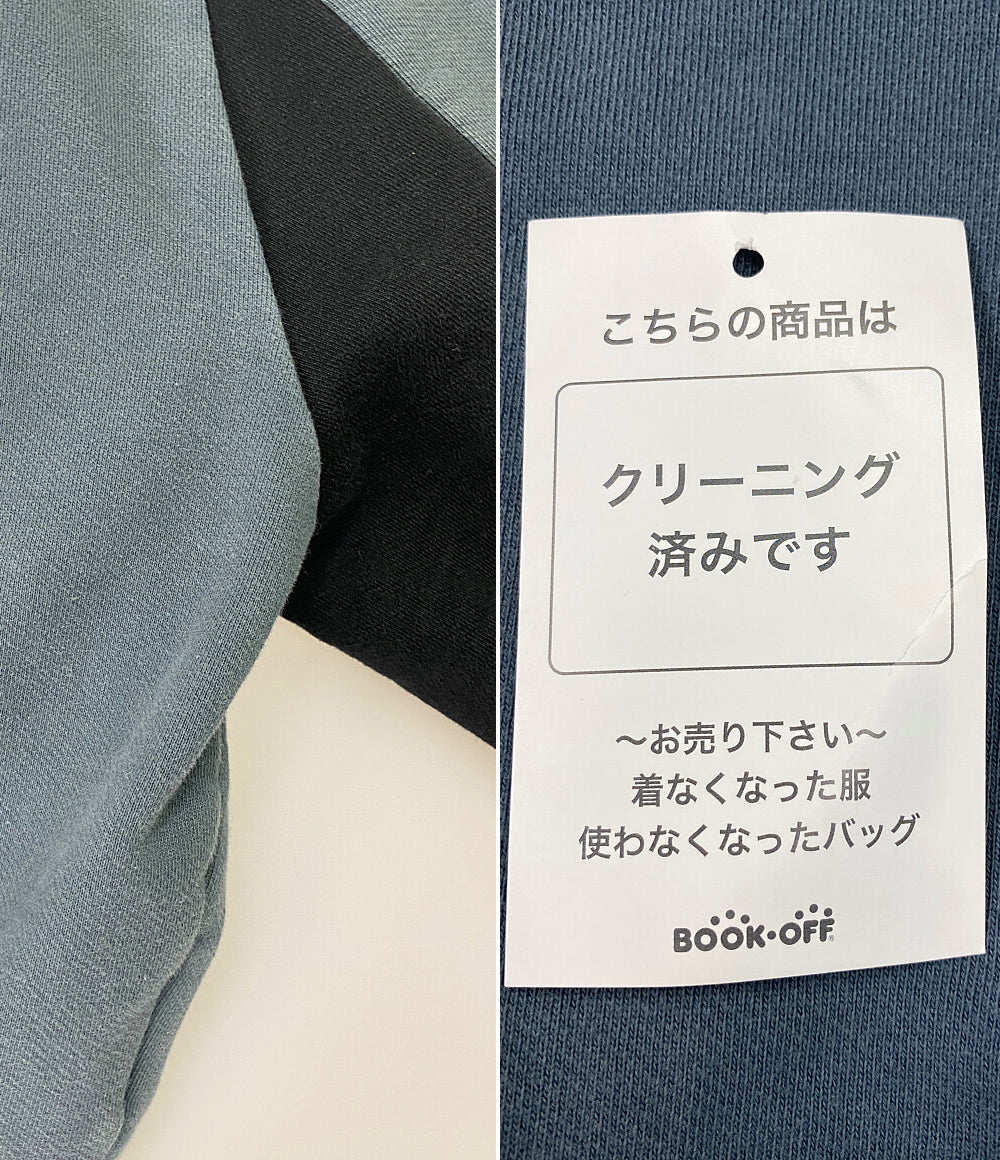 こちらの商品は
クリーニング
済みです
～お売り下さい～
着なくなった服
使わなくなったバッグ
BOOK・OFF